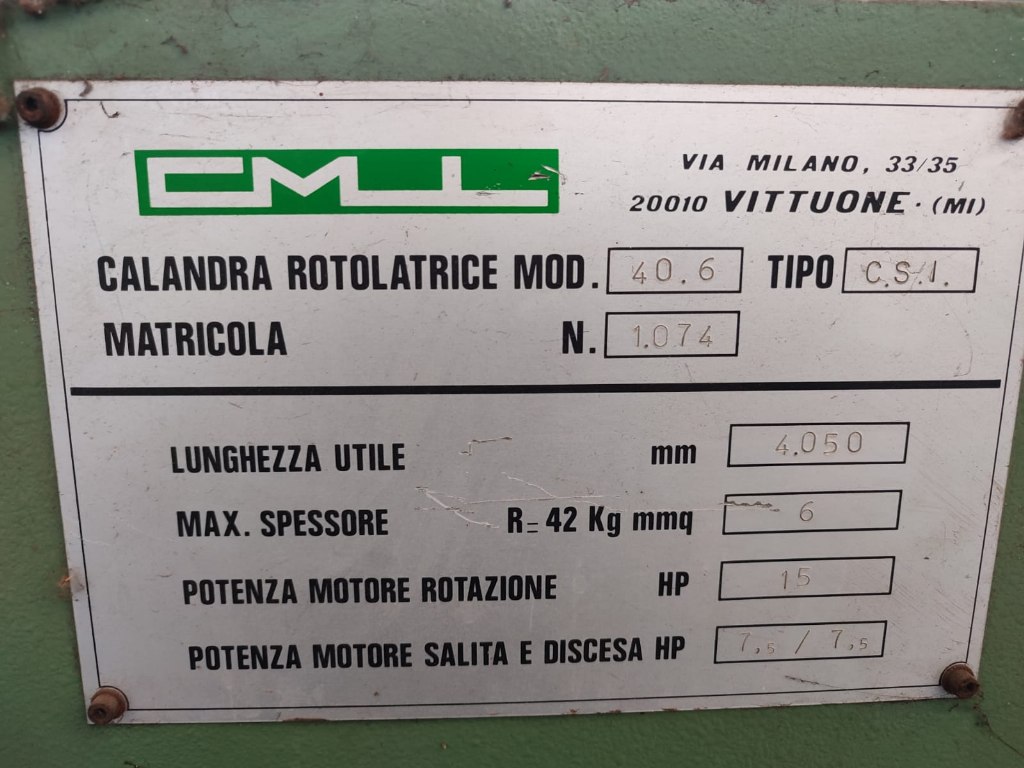 CML
VIA MILANO, 33/35
20010 VITTUONE · (MI)
CALANDRA ROTOLATRICE MOD. 40.6 TIPO C.S.I.
MATRICOLA N. 1.074
LUNGHEZZA UTILE mm 4.050
MAX. SPESSORE R= 42 Kg mmq 6
POTENZA MOTORE ROTAZIONE HP 15
POTENZA MOTORE SALITA E DISCESA HP 7,5 / 7,5